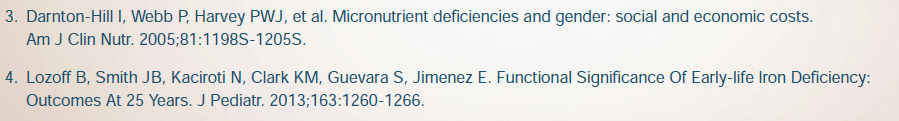 3. Darnton-Hill I, Webb P, Harvey PWJ, et al. Micronutrient deficiencies and gender: social and economic costs.
Am J Clin Nutr. 2005;81:1198S-1205S.
4. Lozoff B, Smith JB, Kaciroti N, Clark KM, Guevara S, Jimenez E. Functional Significance Of Early-life Iron Deficiency:
Outcomes At 25 Years. J Pediatr. 2013;163:1260-1266.